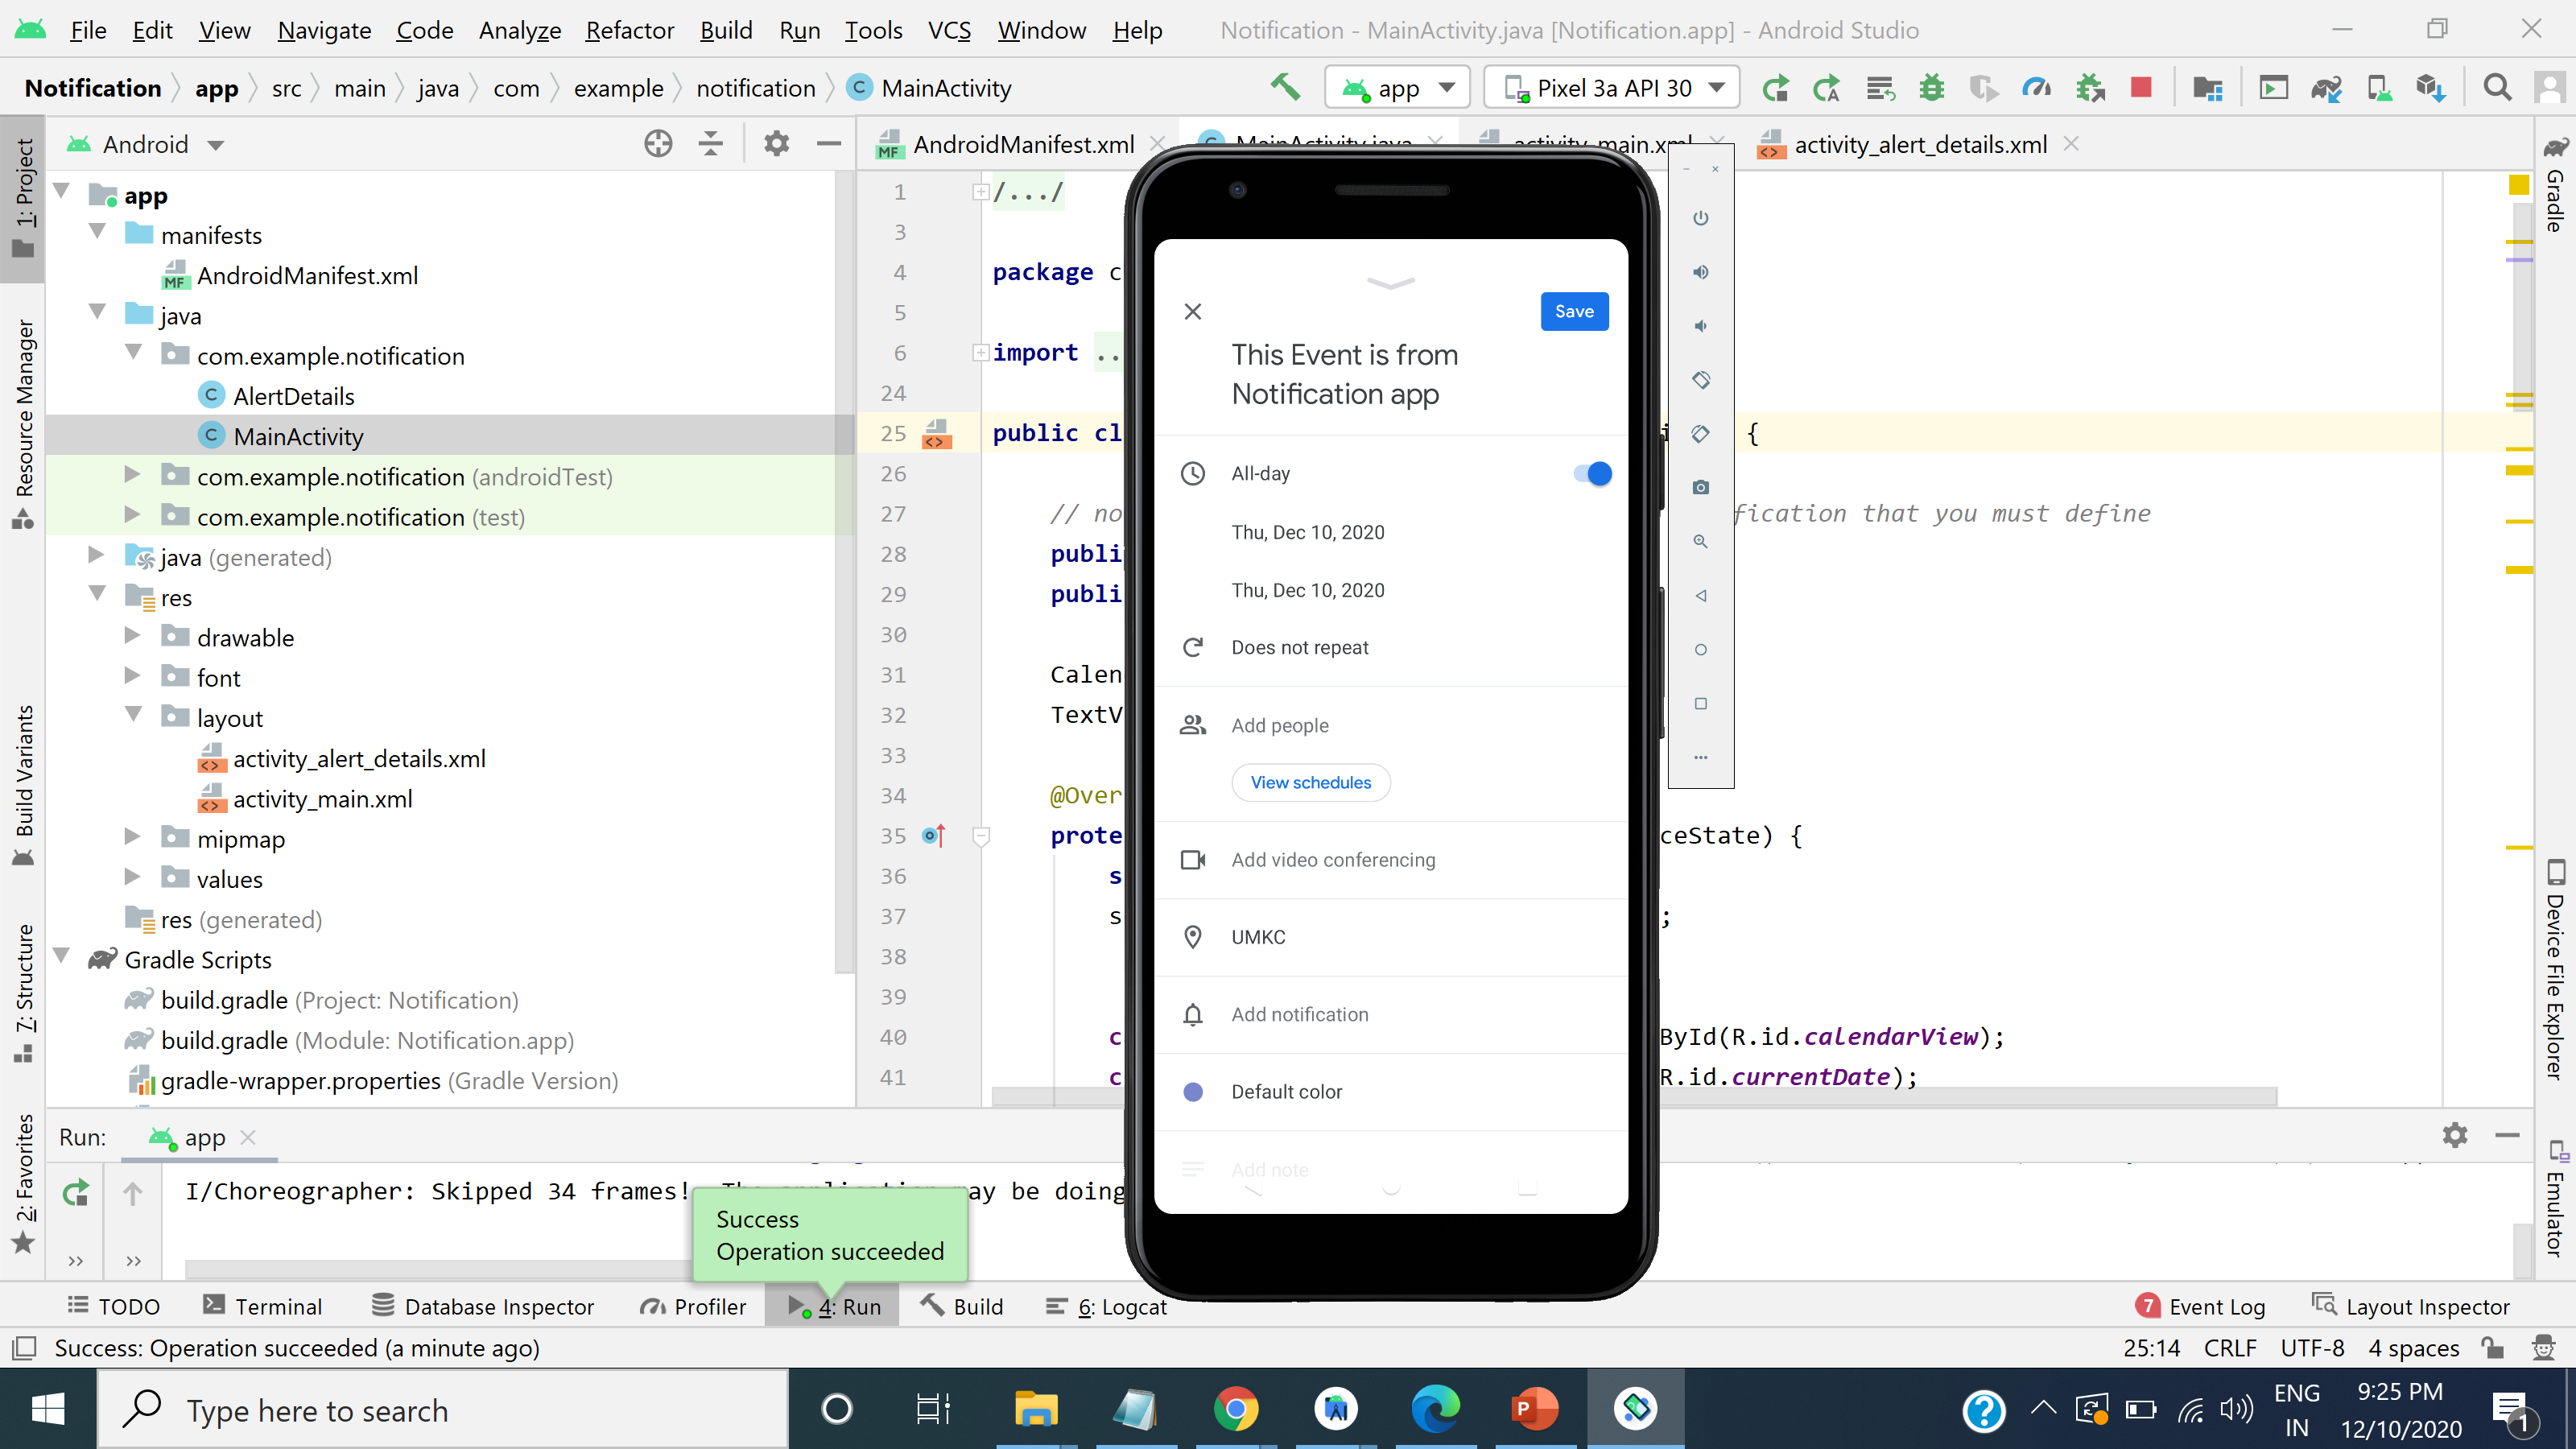 File Edit View Navigate Code Analyze Refactor Build Run Tools VCS Window Help Notification - MainActivity.java [Notification.app] - Android Studio
Notification app src main java com example notification MainActivity app Pixel 3a API 30
Android
AndroidManifest.xml MainActivity.java activity_main.xml activity_alert_details.xml
1: Project
Resource Manager
Build Variants
7: Structure
2: Favorites
app
manifests
AndroidManifest.xml
java
com.example.notification
AlertDetails
MainActivity
com.example.notification (androidTest)
com.example.notification (test)
java (generated)
res
drawable
font
layout
activity_alert_details.xml
activity_main.xml
mipmap
values
res (generated)
Gradle Scripts
build.gradle (Project: Notification)
build.gradle (Module: Notification.app)
gradle-wrapper.properties (Gradle Version)
1 /.../
3
4 package c
5
6 import ..
24
25 public cl {
26
27 // no fication that you must define
28 publi
29 publi
30
31 Calen
32 TextV
33
34 @Over
35 prote ceState) {
36 s
37 s ;
38
39
40 c ById(R.id.calendarView);
41 c R.id.currentDate);
Save
This Event is from
Notification app
All-day
Thu, Dec 10, 2020
Thu, Dec 10, 2020
Does not repeat
Add people
View schedules
Add video conferencing
UMKC
Add notification
Default color
Add note
Gradle
Device File Explorer
Emulator
Run: app
I/Choreographer: Skipped 34 frames! The application may be doing
Success
Operation succeeded
TODO Terminal Database Inspector Profiler 4: Run Build 6: Logcat 7 Event Log Layout Inspector
Success: Operation succeeded (a minute ago) 25:14 CRLF UTF-8 4 spaces
Type here to search
ENG
IN
9:25 PM
12/10/2020
1